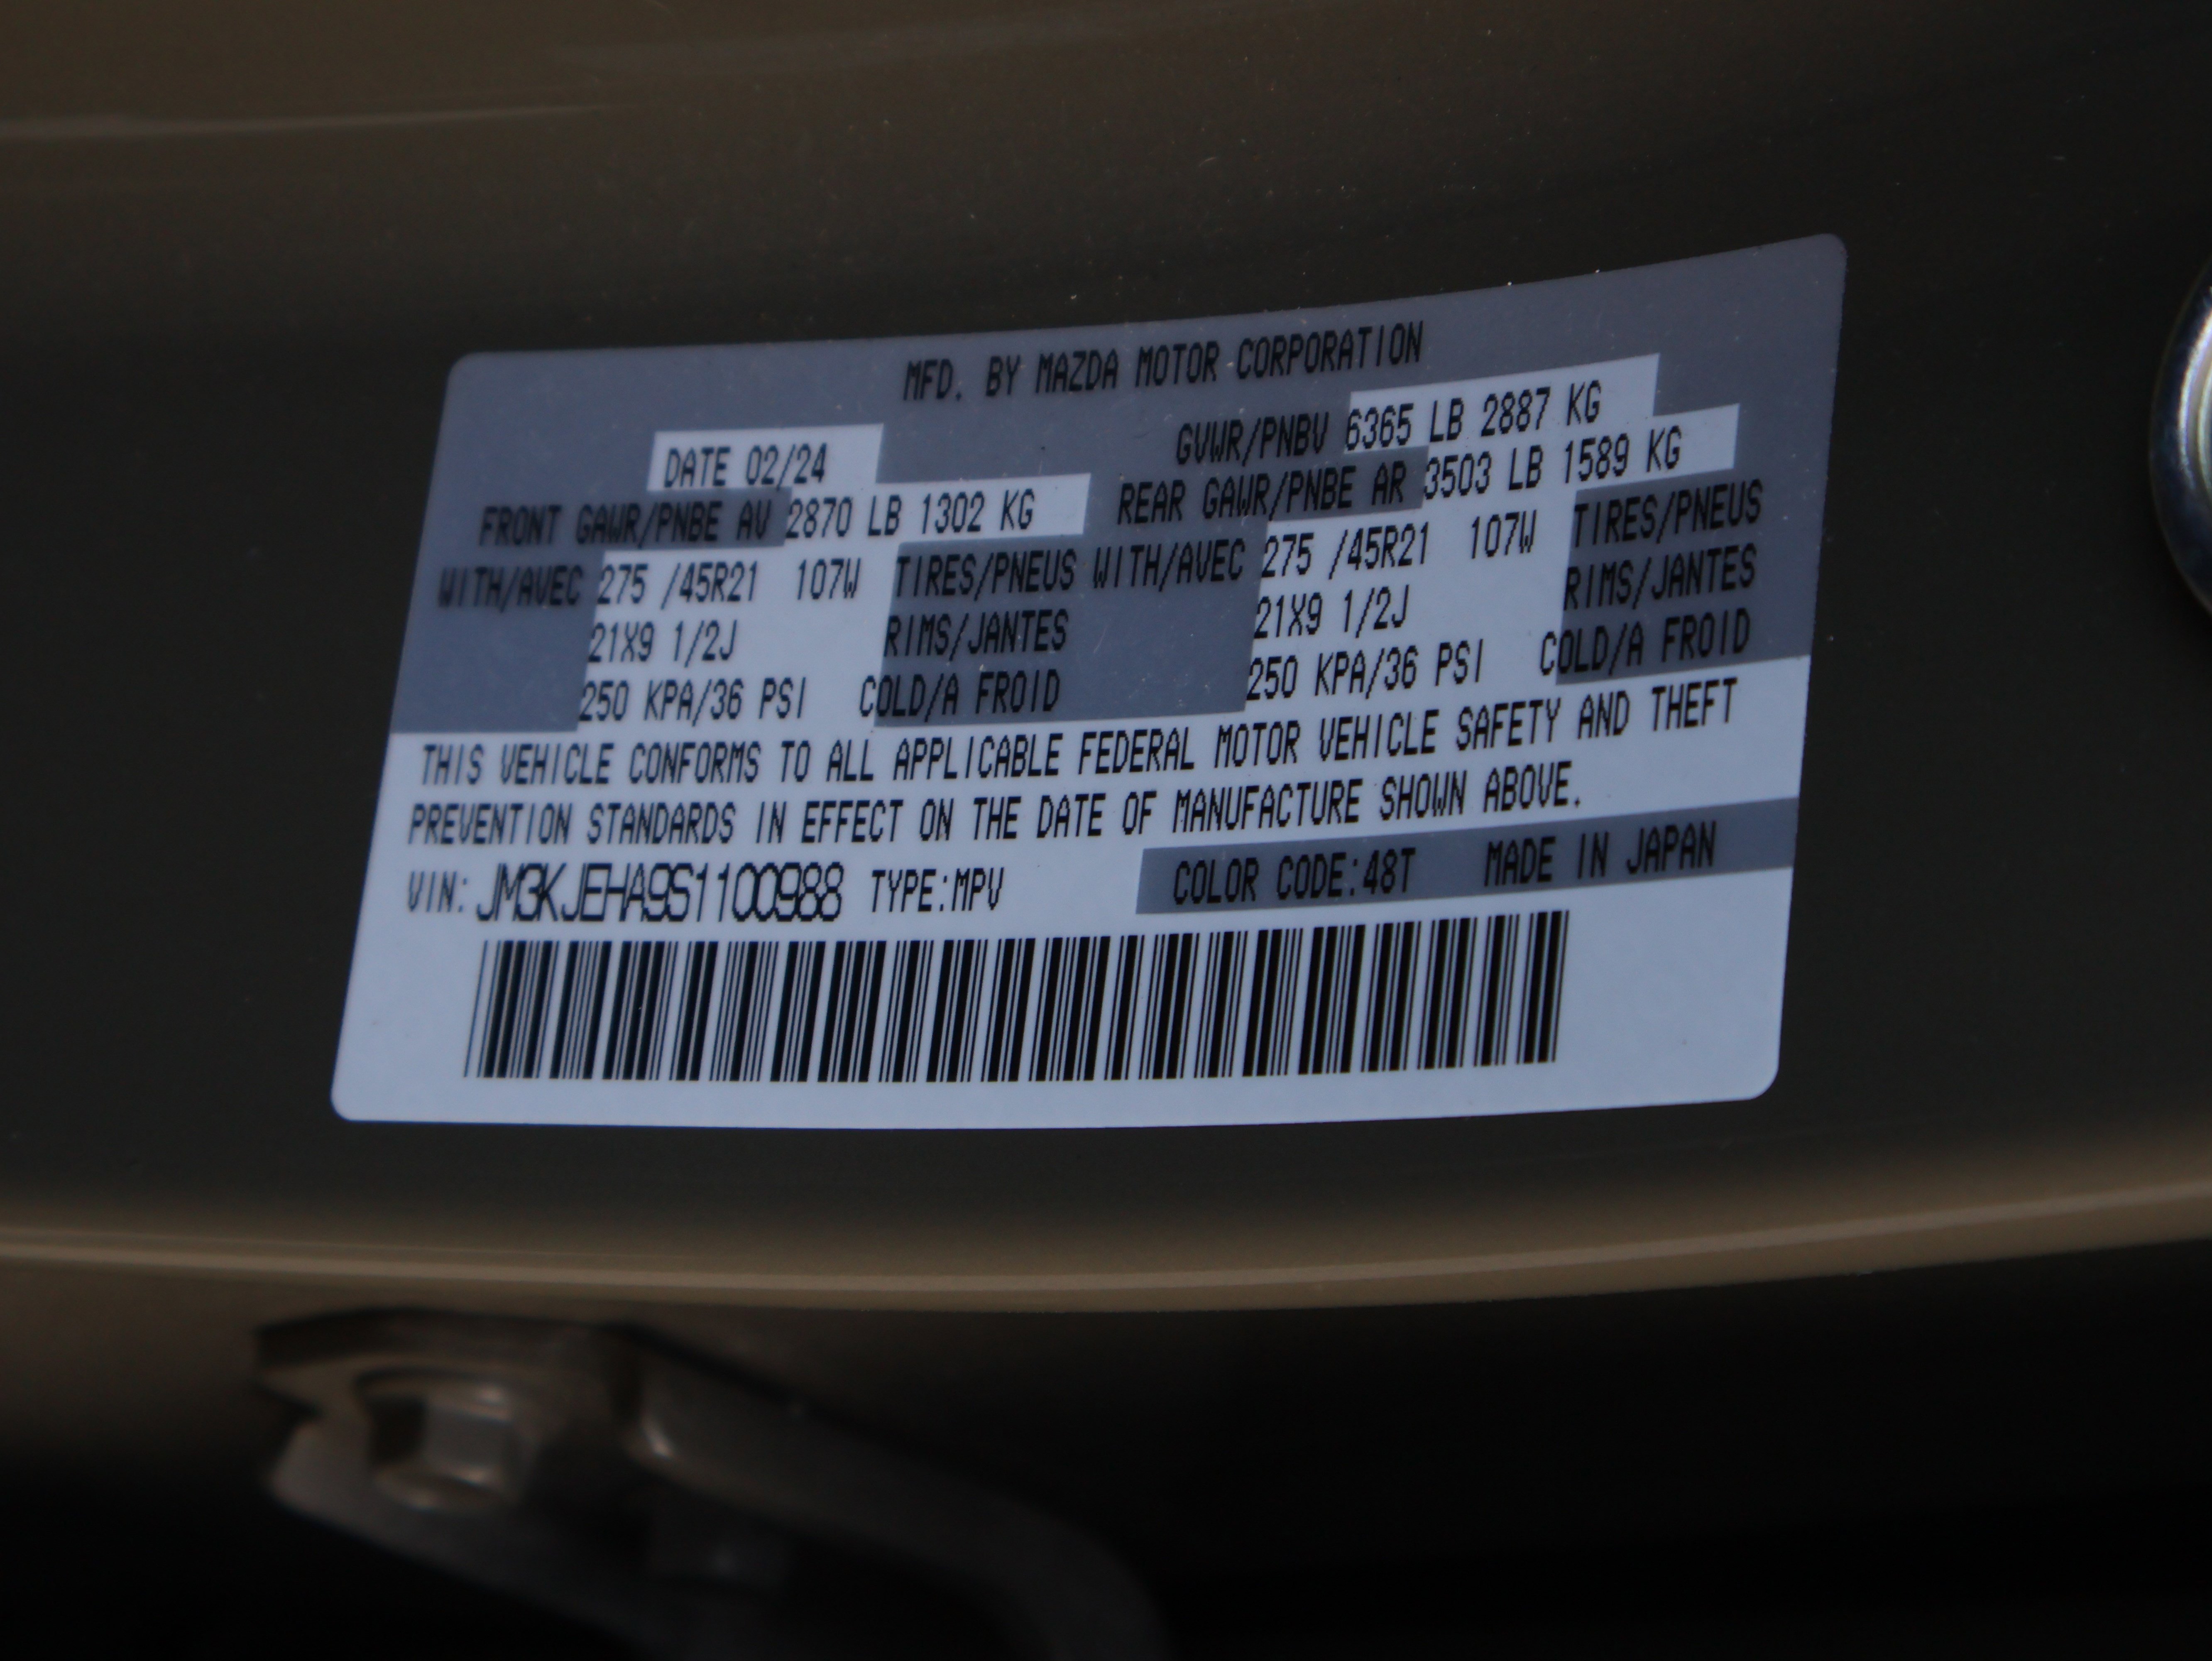 MFD. BY MAZDA MOTOR CORPORATION
DATE 02/24 GVWR/PNBV 6365 LB 2887 KG
FRONT GAWR/PNBE AV 2870 LB 1302 KG REAR GAWR/PNBE AR 3503 LB 1589 KG
WITH/AVEC 275 /45R21 107W TIRES/PNEUS WITH/AVEC 275 /45R21 107W TIRES/PNEUS
21X9 1/2J RIMS/JANTES 21X9 1/2J RIMS/JANTES
250 KPA/36 PSI COLD/A FROID 250 KPA/36 PSI COLD/A FROID
THIS VEHICLE CONFORMS TO ALL APPLICABLE FEDERAL MOTOR VEHICLE SAFETY AND THEFT
PREVENTION STANDARDS IN EFFECT ON THE DATE OF MANUFACTURE SHOWN ABOVE.
VIN: JM3KJEHA9S1100988 TYPE:MPV COLOR CODE:48T MADE IN JAPAN